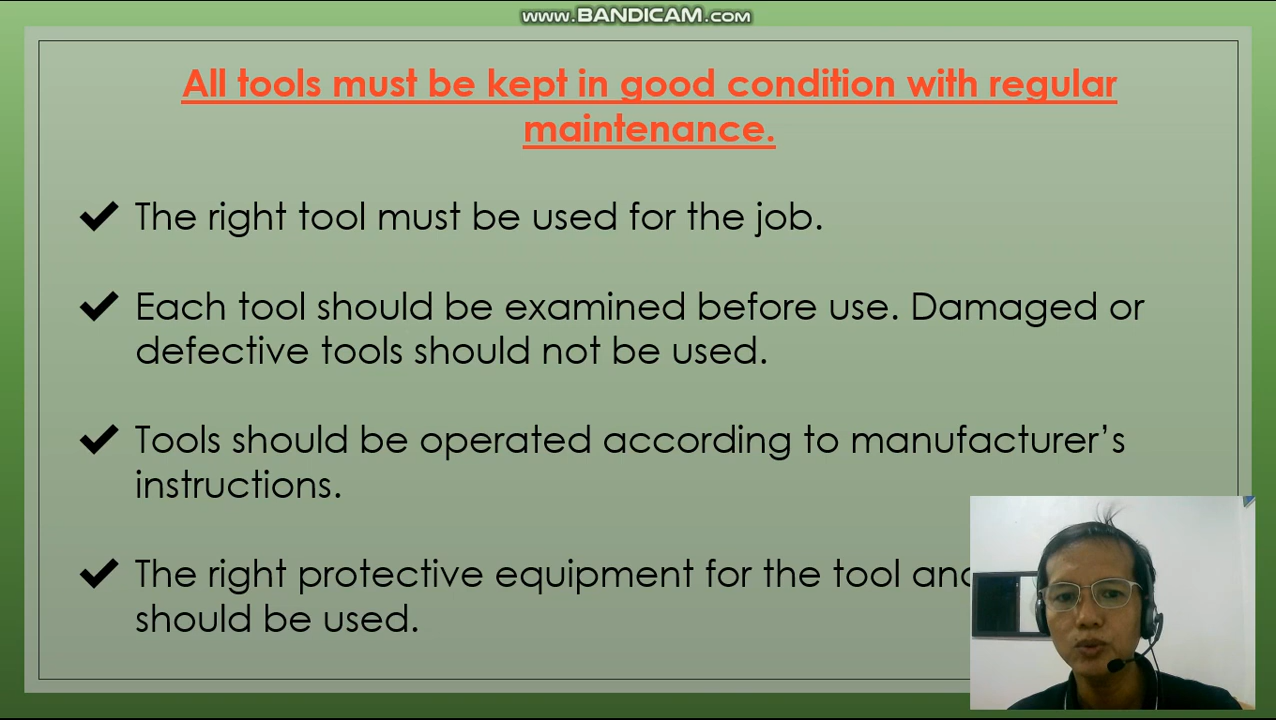 www.BANDICAM.com
All tools must be kept in good condition with regular
maintenance.
✔ The right tool must be used for the job.
✔ Each tool should be examined before use. Damaged or
defective tools should not be used.
✔ Tools should be operated according to manufacturer’s
instructions.
✔ The right protective equipment for the tool
should be used.